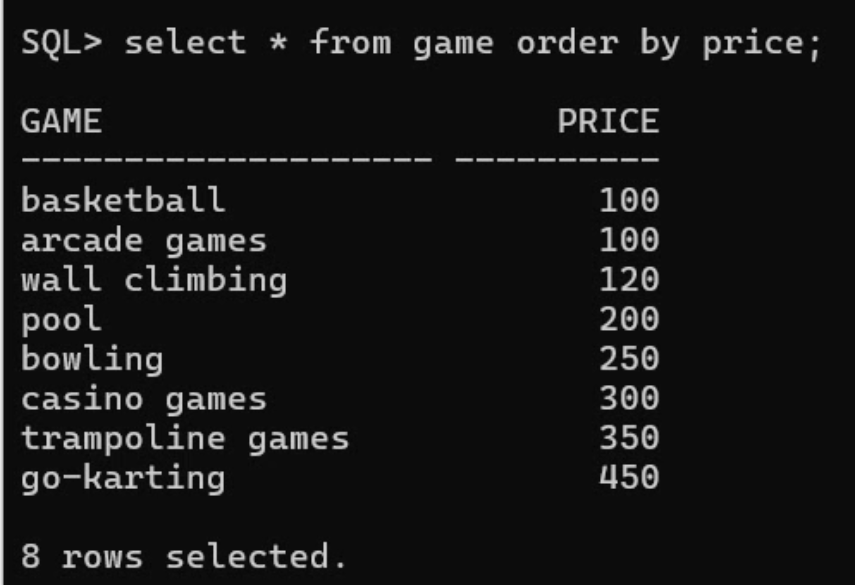 SQL> select * from game order by price;
GAME PRICE
-------------------- ----------
basketball 100
arcade games 100
wall climbing 120
pool 200
bowling 250
casino games 300
trampoline games 350
go-karting 450
8 rows selected.